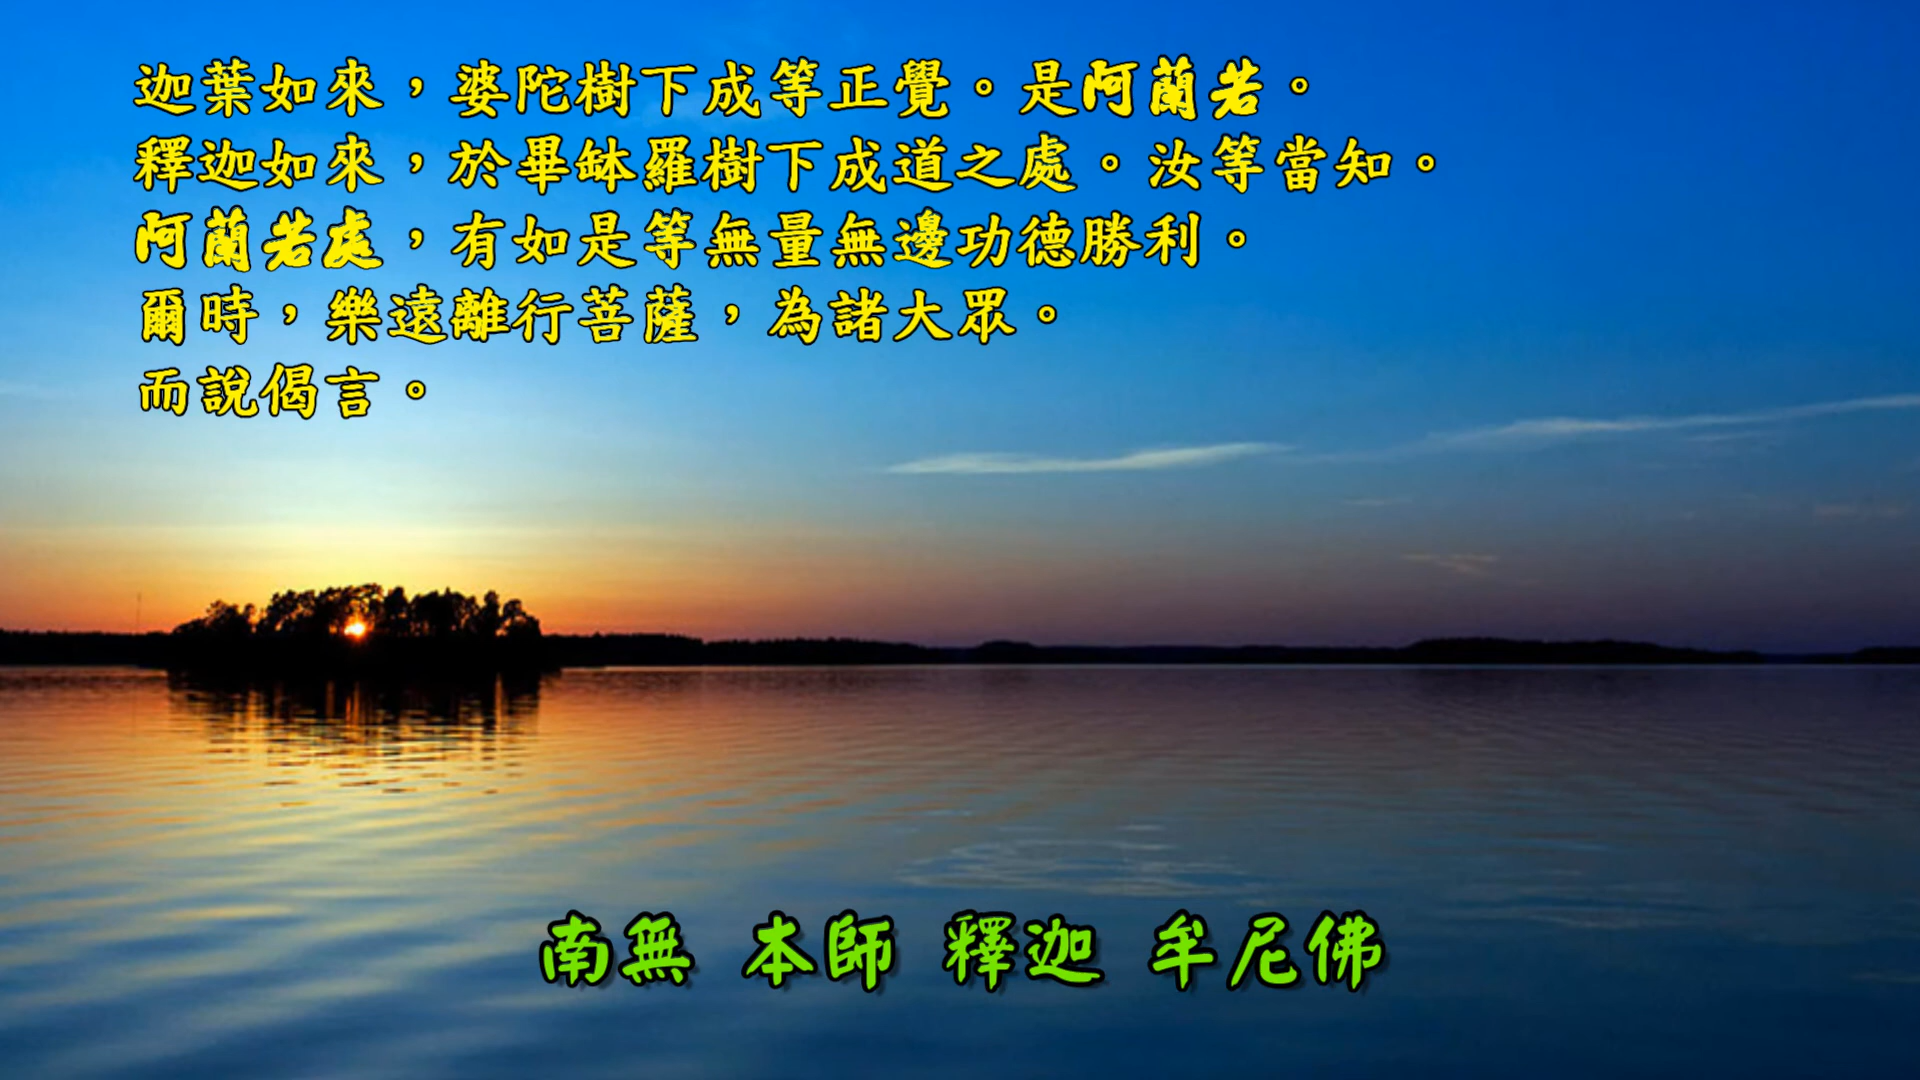 迦葉如來，婆陀樹下成等正覺。是阿蘭若。
釋迦如來，於畢缽羅樹下成道之處。汝等當知。
阿蘭若處，有如是等無量無邊功德勝利。
爾時，樂遠離行菩薩，為諸大眾。
而說偈言。
南無 本師 釋迦 牟尼佛